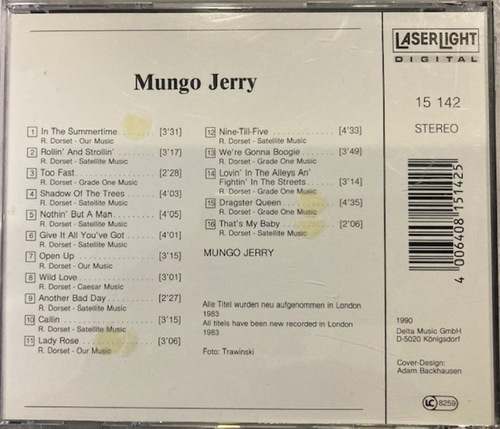 LASERLIGHT
DIGITAL
Mungo Jerry
15 142
STEREO
1 In The Summertime [3'31]
R. Dorset - Our Music
2 Rollin' And Strollin' [3'17]
R. Dorset - Satellite Music
3 Too Fast [2'28]
R. Dorset - Grade One Music
4 Shadow Of The Trees [4'03]
R. Dorset - Satellite Music
5 Nothin' But A Man [4'05]
R. Dorset - Satellite Music
6 Give It All You've Got [4'01]
R. Dorset - Satellite Music
7 Open Up [3'15]
R. Dorset - Our Music
8 Wild Love [3'01]
R. Dorset - Caesar Music
9 Another Bad Day [2'27]
R. Dorset - Satellite Music
10 Callin [3'15]
R. Dorset - Satellite Music
11 Lady Rose [3'06]
R. Dorset - Our Music
12 Nine-Till-Five [4'33]
R. Dorset - Satellite Music
13 We're Gonna Boogie [3'49]
R. Dorset - Grade One Music
14 Lovin' In The Alleys An'
Fightin' In The Streets [3'14]
R. Dorset - Grade One Music
15 Dragster Queen [4'35]
R. Dorset - Grade One Music
16 That's My Baby [2'06]
R. Dorset - Satellite Music
MUNGO JERRY
Alle Titel wurden neu aufgenommen in London
1983
All titels have been new recorded in London
1983
Foto: Trawinski
4 006408 151425
1990
Delta Music GmbH
D-5020 Königsdorf
Cover-Design:
Adam Backhausen
LC 8259